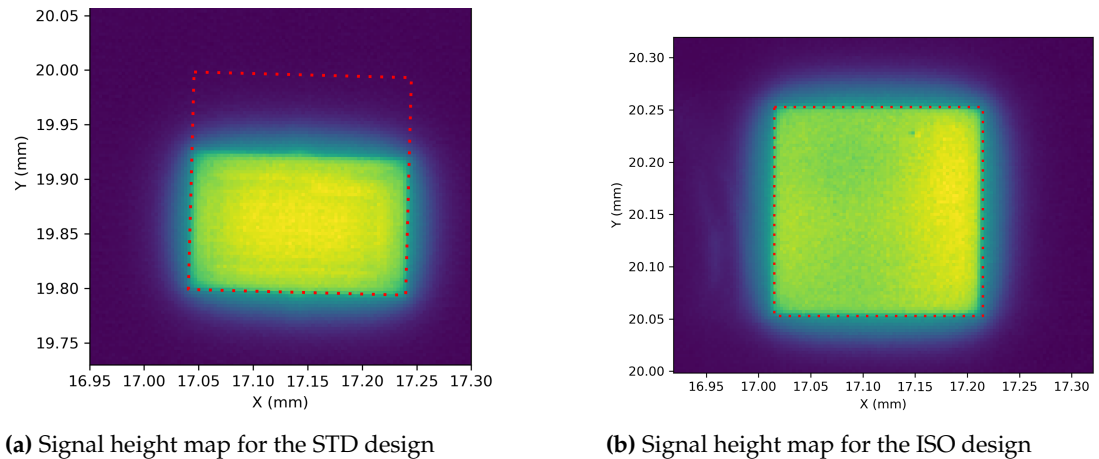 20.05
20.00
19.95
19.90
19.85
19.80
19.75
Y (mm)
16.95 17.00 17.05 17.10 17.15 17.20 17.25 17.30
X (mm)
(a) Signal height map for the STD design
20.30
20.25
20.20
20.15
20.10
20.05
20.00
Y (mm)
16.95 17.00 17.05 17.10 17.15 17.20 17.25 17.30
X (mm)
(b) Signal height map for the ISO design